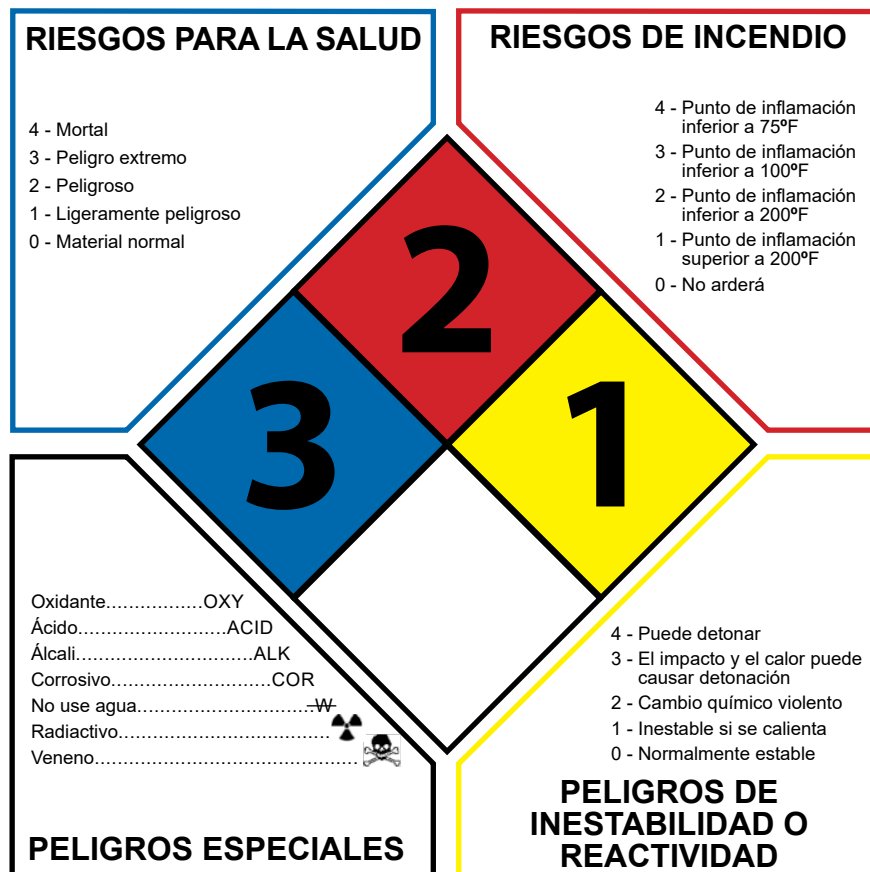 RIESGOS PARA LA SALUD
4 - Mortal
3 - Peligro extremo
2 - Peligroso
1 - Ligeramente peligroso
0 - Material normal
RIESGOS DE INCENDIO
4 - Punto de inflamación
inferior a 75ºF
3 - Punto de inflamación
inferior a 100ºF
2 - Punto de inflamación
inferior a 200ºF
1 - Punto de inflamación
superior a 200ºF
0 - No arderá
2
3
1
Oxidante.................OXY
Ácido..........................ACID
Álcali...............................ALK
Corrosivo............................COR
No use agua...............................W
Radiactivo.....................................
Veneno..............................................
PELIGROS ESPECIALES
4 - Puede detonar
3 - El impacto y el calor puede
causar detonación
2 - Cambio químico violento
1 - Inestable si se calienta
0 - Normalmente estable
PELIGROS DE
INESTABILIDAD O
REACTIVIDAD